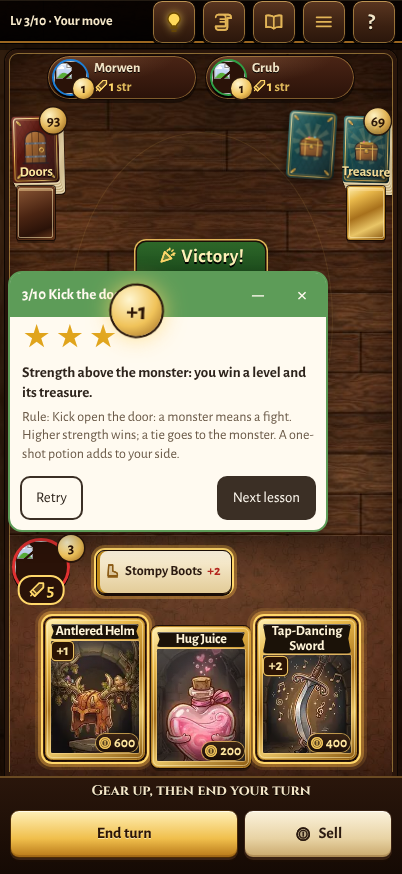 Lv 3/10 · Your move
?
Morwen
1
1 str
Grub
1
1 str
93
Doors
69
Treasure
Victory!
3/10 Kick the do
+1
Strength above the monster: you win a level and
its treasure.
Rule: Kick open the door: a monster means a fight.
Higher strength wins; a tie goes to the monster. A one-
shot potion adds to your side.
Retry
Next lesson
3
5
Stompy Boots +2
Antlered Helm
+1
600
Hug Juice
200
Tap-Dancing
Sword
+2
400
Gear up, then end your turn
End turn
Sell